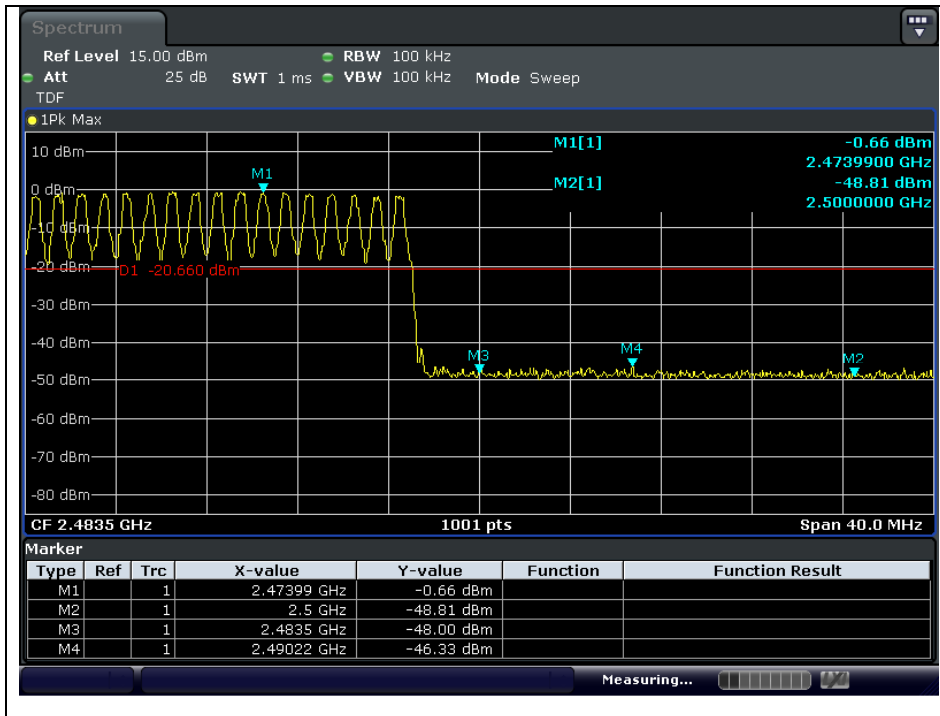 Spectrum
Ref Level 15.00 dBm RBW 100 kHz
Att 25 dB SWT 1 ms VBW 100 kHz Mode Sweep
TDF
1Pk Max
M1[1] -0.66 dBm
2.4739900 GHz
M2[1] -48.81 dBm
2.5000000 GHz
10 dBm
M1
0 dBm
-10 dBm
-20 dBm
D1 -20.660 dBm
-30 dBm
-40 dBm
M3
M4
M2
-50 dBm
-60 dBm
-70 dBm
-80 dBm
CF 2.4835 GHz 1001 pts Span 40.0 MHz
Marker
Type Ref Trc X-value Y-value Function Function Result
M1 1 2.47399 GHz -0.66 dBm
M2 1 2.5 GHz -48.81 dBm
M3 1 2.4835 GHz -48.00 dBm
M4 1 2.49022 GHz -46.33 dBm
Measuring...